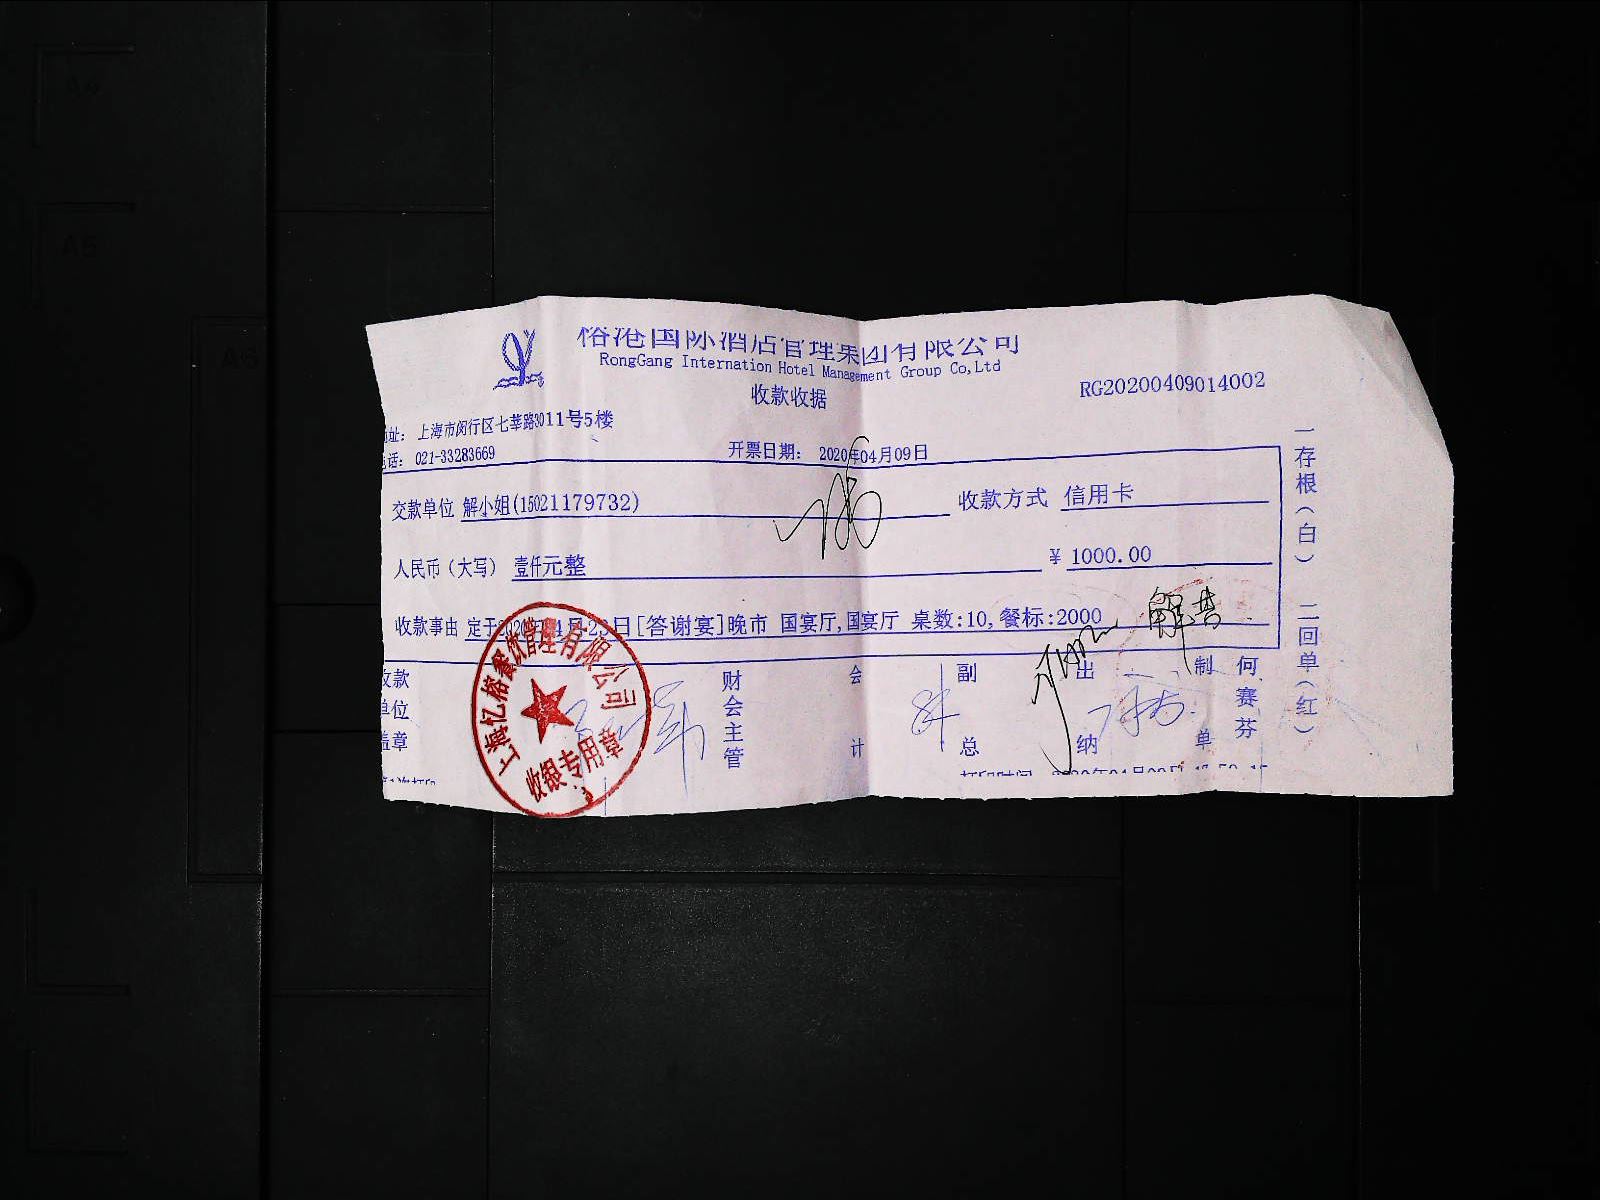 榕港国际酒店管理集团有限公司
RongGang Internation Hotel Management Group Co,Ltd
收款收据
RG20200409014002
址: 上海市闵行区七莘路3011号5楼
话: 021-33283669
开票日期: 2020年04月09日
交款单位 解小姐(15021179732)
收款方式 信用卡
人民币(大写) 壹仟元整
¥ 1000.00
收款事由 定于 日[答谢宴]晚市 国宴厅,国宴厅 桌数:10,餐标:2000
收款单位盖章
财会主管
会计
副总
出纳
制单
何赛芬
一存根(白) 二回单(红)
上海忆榕餐饮管理有限公司
收银专用章
A4
A5
A6